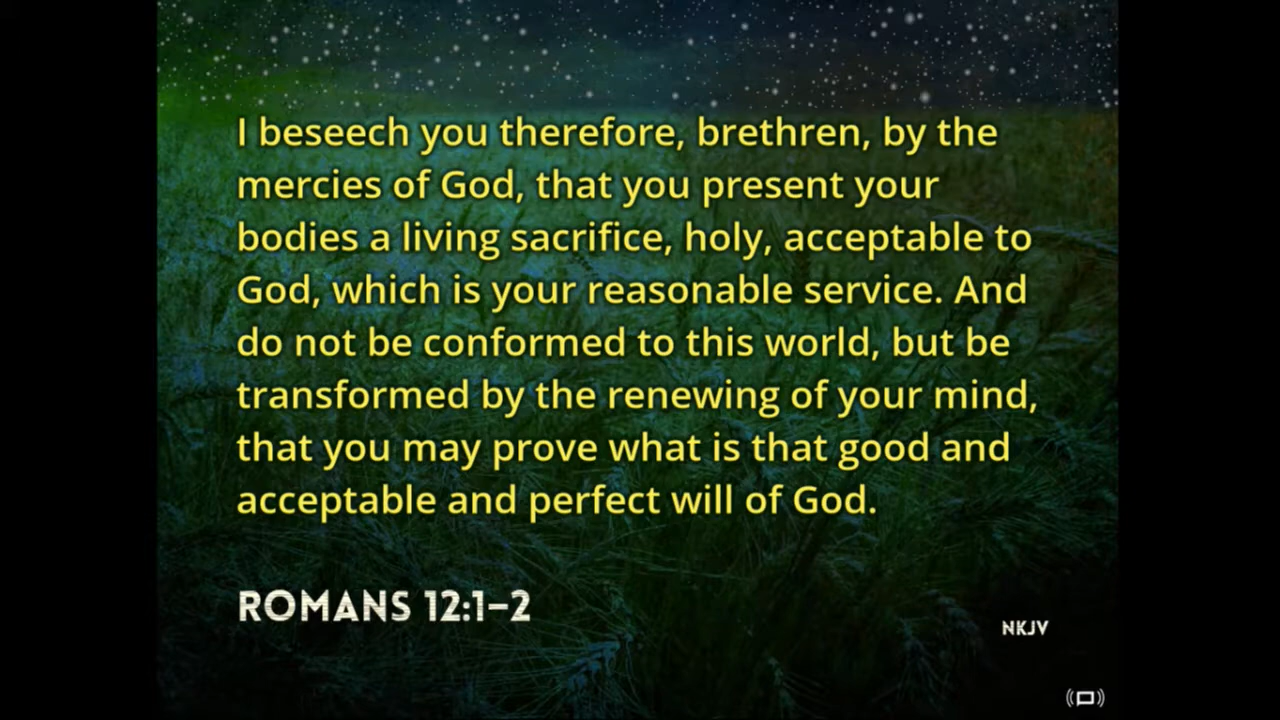 I beseech you therefore, brethren, by the
mercies of God, that you present your
bodies a living sacrifice, holy, acceptable to
God, which is your reasonable service. And
do not be conformed to this world, but be
transformed by the renewing of your mind,
that you may prove what is that good and
acceptable and perfect will of God.
ROMANS 12:1–2
NKJV